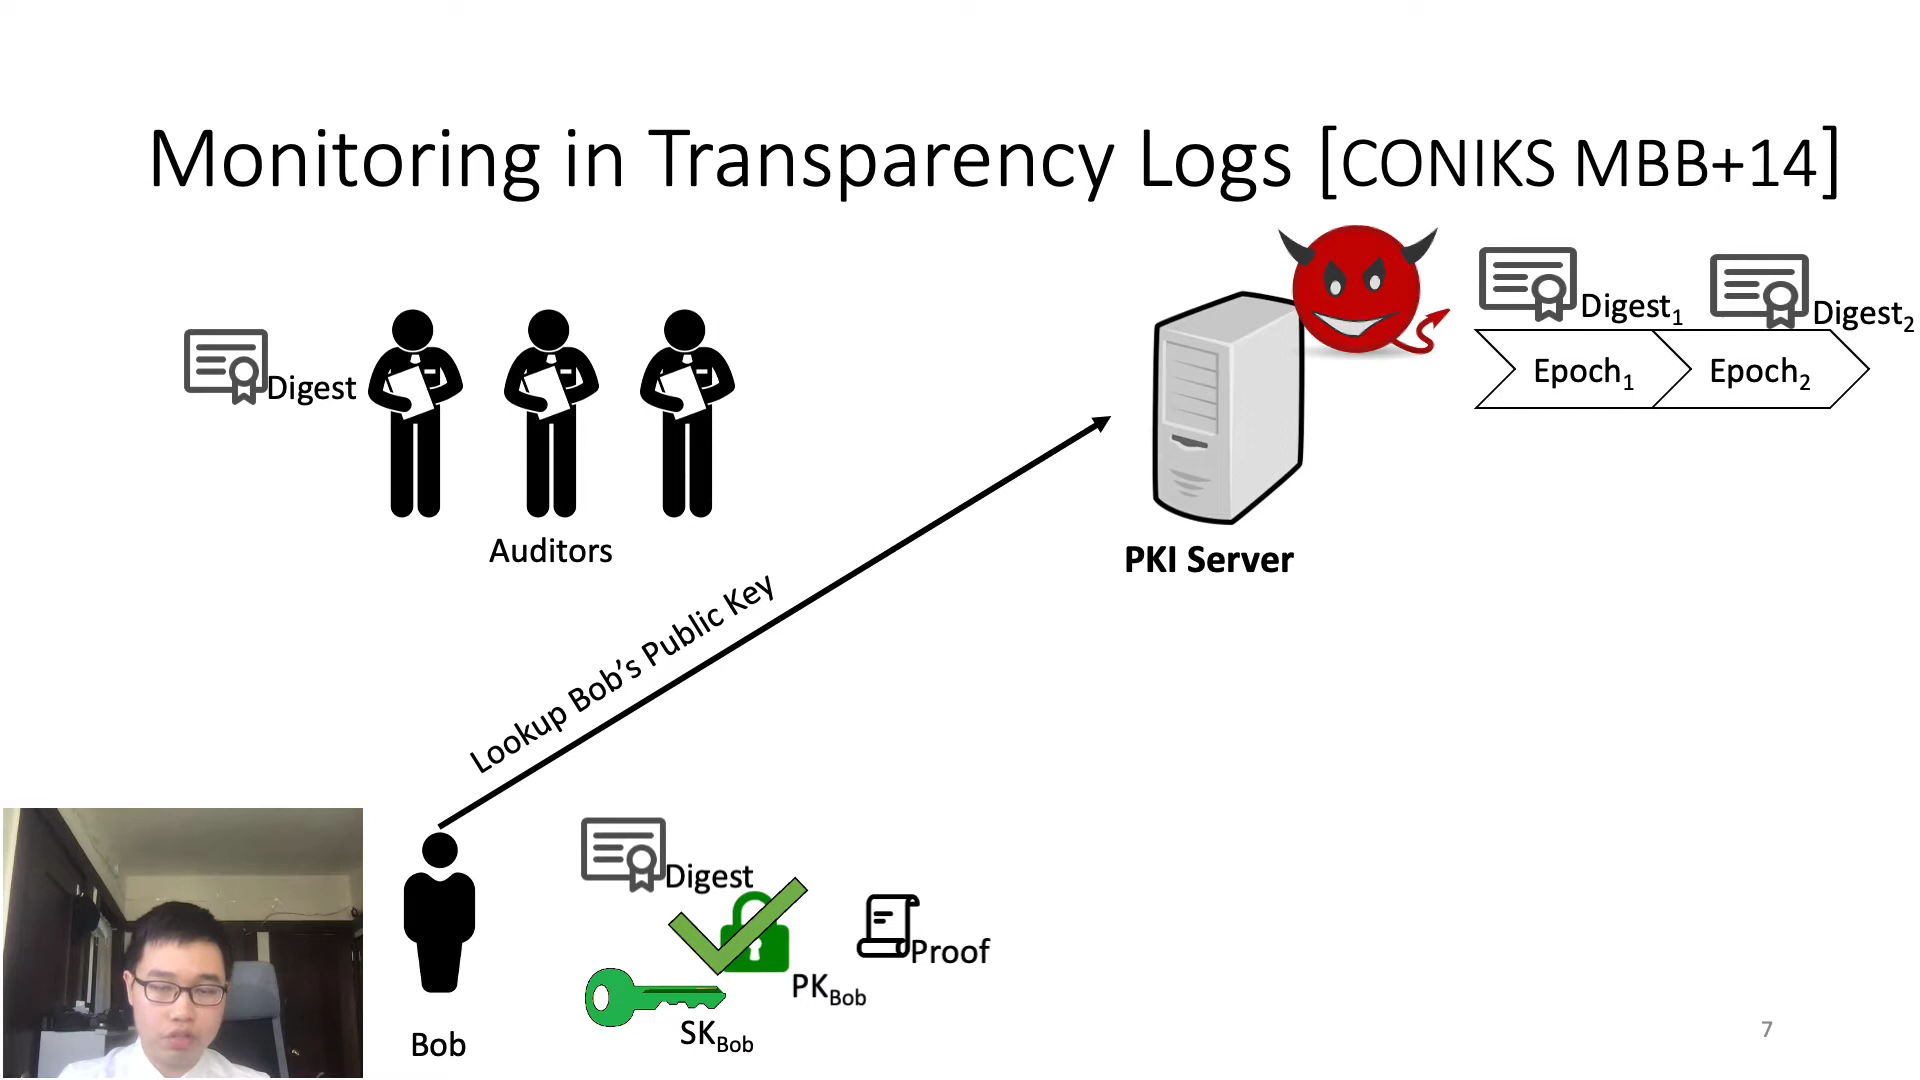 Monitoring in Transparency Logs [CONIKS MBB+14]
Digest
Auditors
PKI Server
Digest₁
Digest₂
Epoch₁
Epoch₂
Lookup Bob’s Public Key
Bob
Digest
PK_Bob
SK_Bob
Proof
7